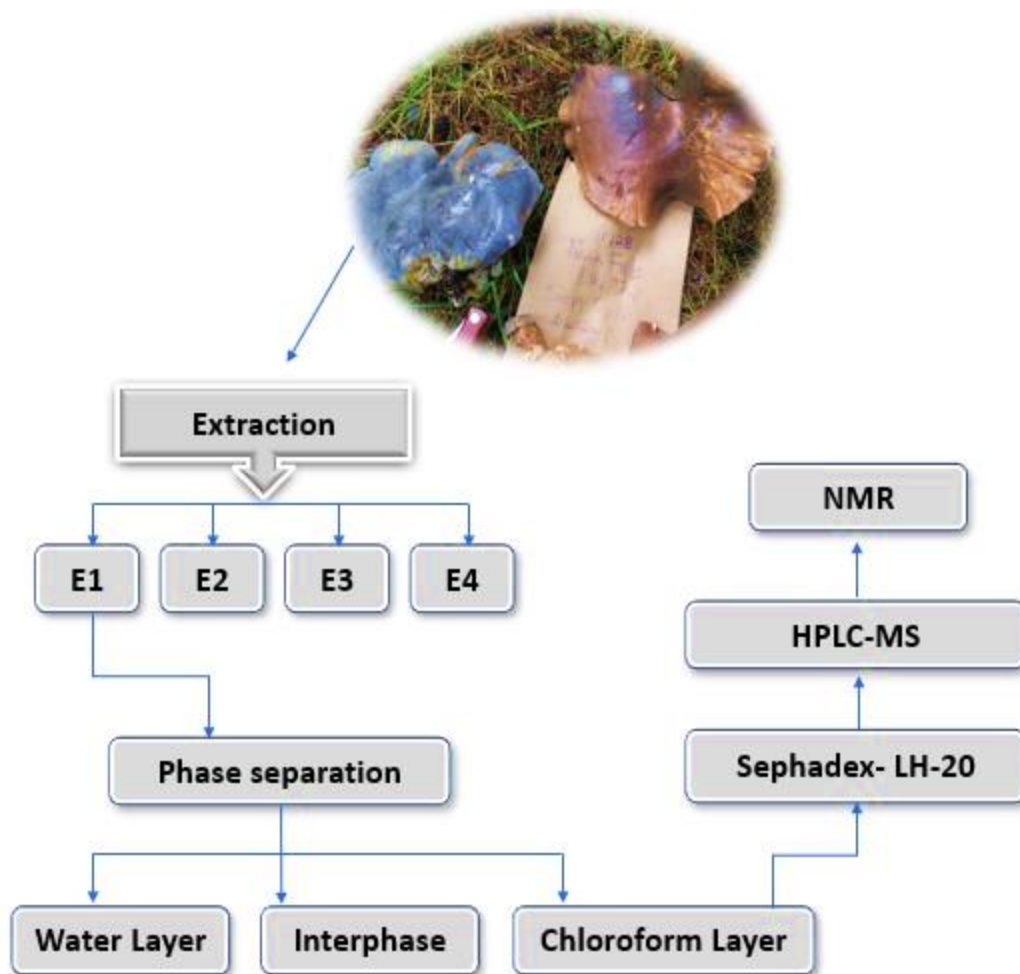 Extraction
E1
E2
E3
E4
Phase separation
Water Layer
Interphase
Chloroform Layer
Sephadex- LH-20
HPLC-MS
NMR